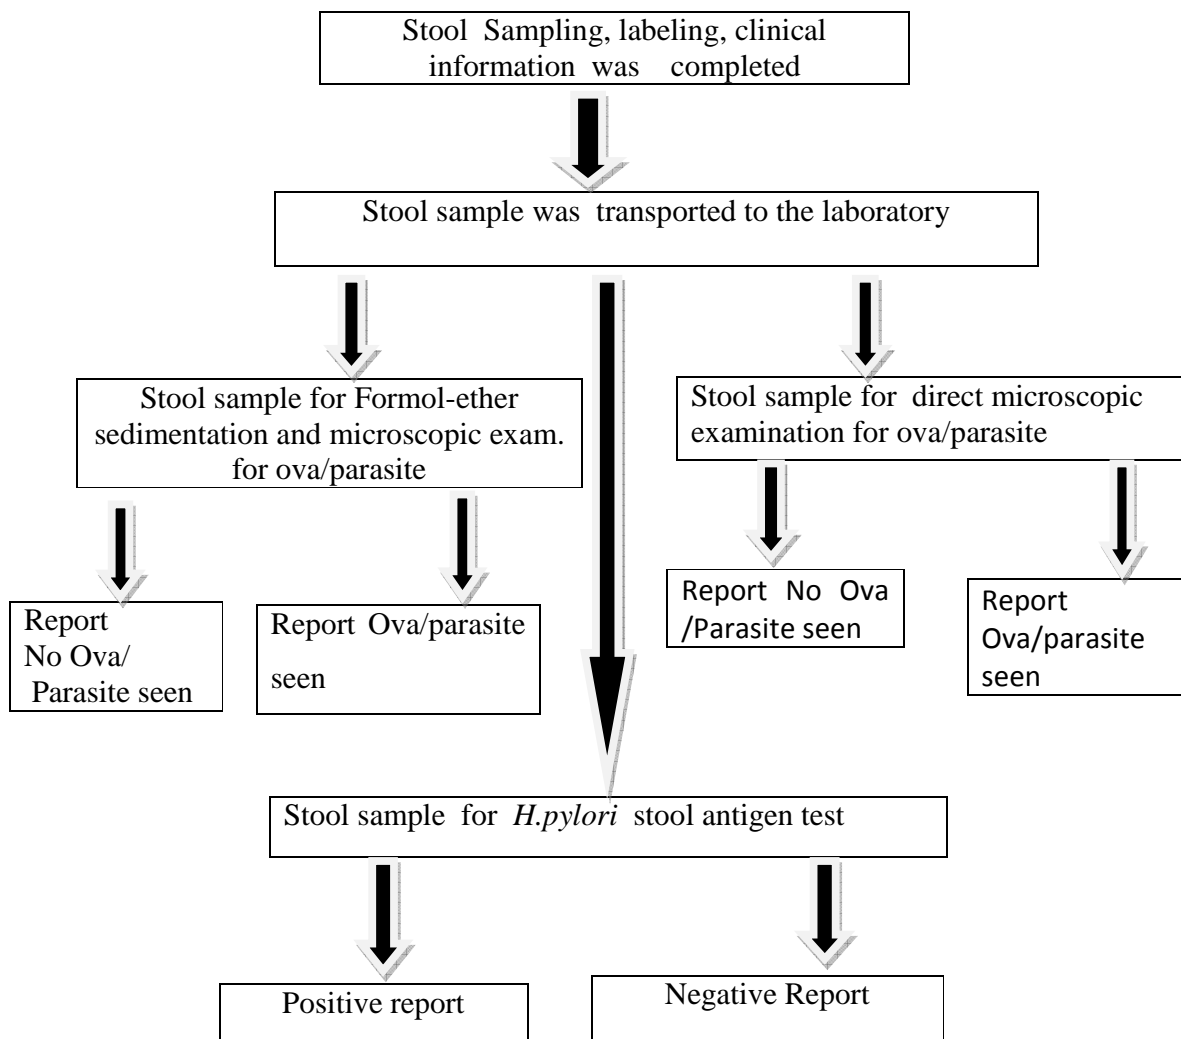 Stool Sampling, labeling, clinical
information was completed
Stool sample was transported to the laboratory
Stool sample for Formol-ether
sedimentation and microscopic exam.
for ova/parasite
Stool sample for direct microscopic
examination for ova/parasite
Report
No Ova/
Parasite seen
Report Ova/parasite
seen
Report No Ova
/Parasite seen
Report
Ova/parasite
seen
Stool sample for H.pylori stool antigen test
Positive report
Negative Report